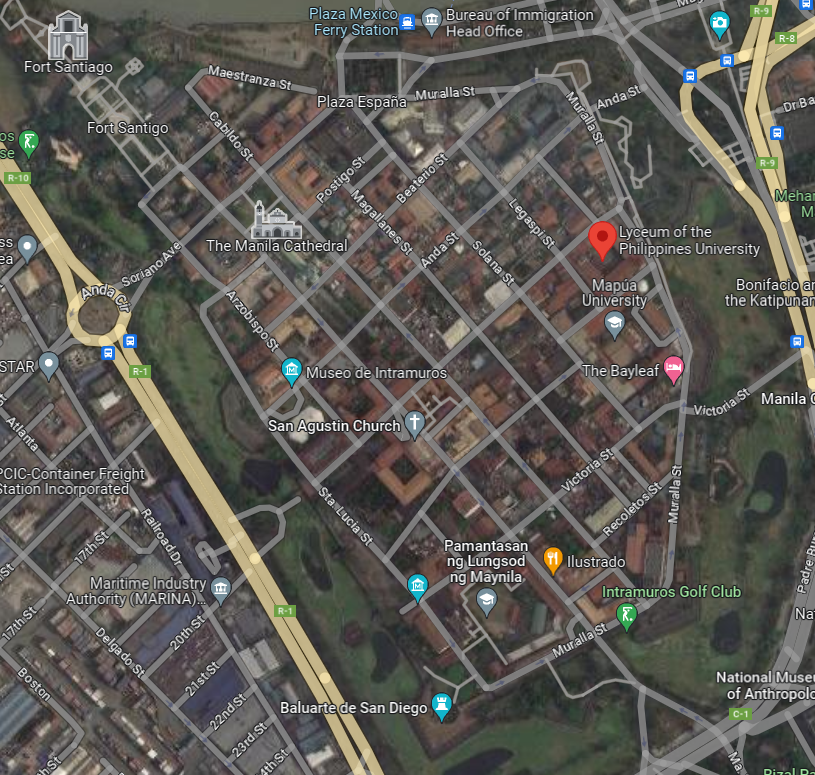 Plaza Mexico
Ferry Station
Bureau of Immigration
Head Office
R-9
R-8
Fort Santiago
Maestranza St
Plaza España
Muralla St
Muralla St
Anda St
Fort Santigo
Cabildo St
R-10
R-9
Postigo St
Beaterio St
Magallanes St
Legaspi St
The Manila Cathedral
Anda St
Solana St
Lyceum of the
Philippines University
Soriano Ave
Anda Cir
Mapúa
University
Bonifacio
the Katipunan
Arzobispo St
STAR
R-1
Museo de Intramuros
The Bayleaf
Victoria St
Manila
San Agustin Church
Atlanta
PCIC-Container Freight
Station Incorporated
Sta. Lucia St
Victoria St
Recoletos St
Muralla St
Railroad Dr
17th St
Pamantasan
ng Lungsod
ng Maynila
Ilustrado
Maritime Industry
Authority (MARINA)...
Intramuros Golf Club
R-1
17th St
20th St
Delgado St
Muralla St
21st St
Boston
22nd St
23rd St
Baluarte de San Diego
National
of Anthropolo
C-1